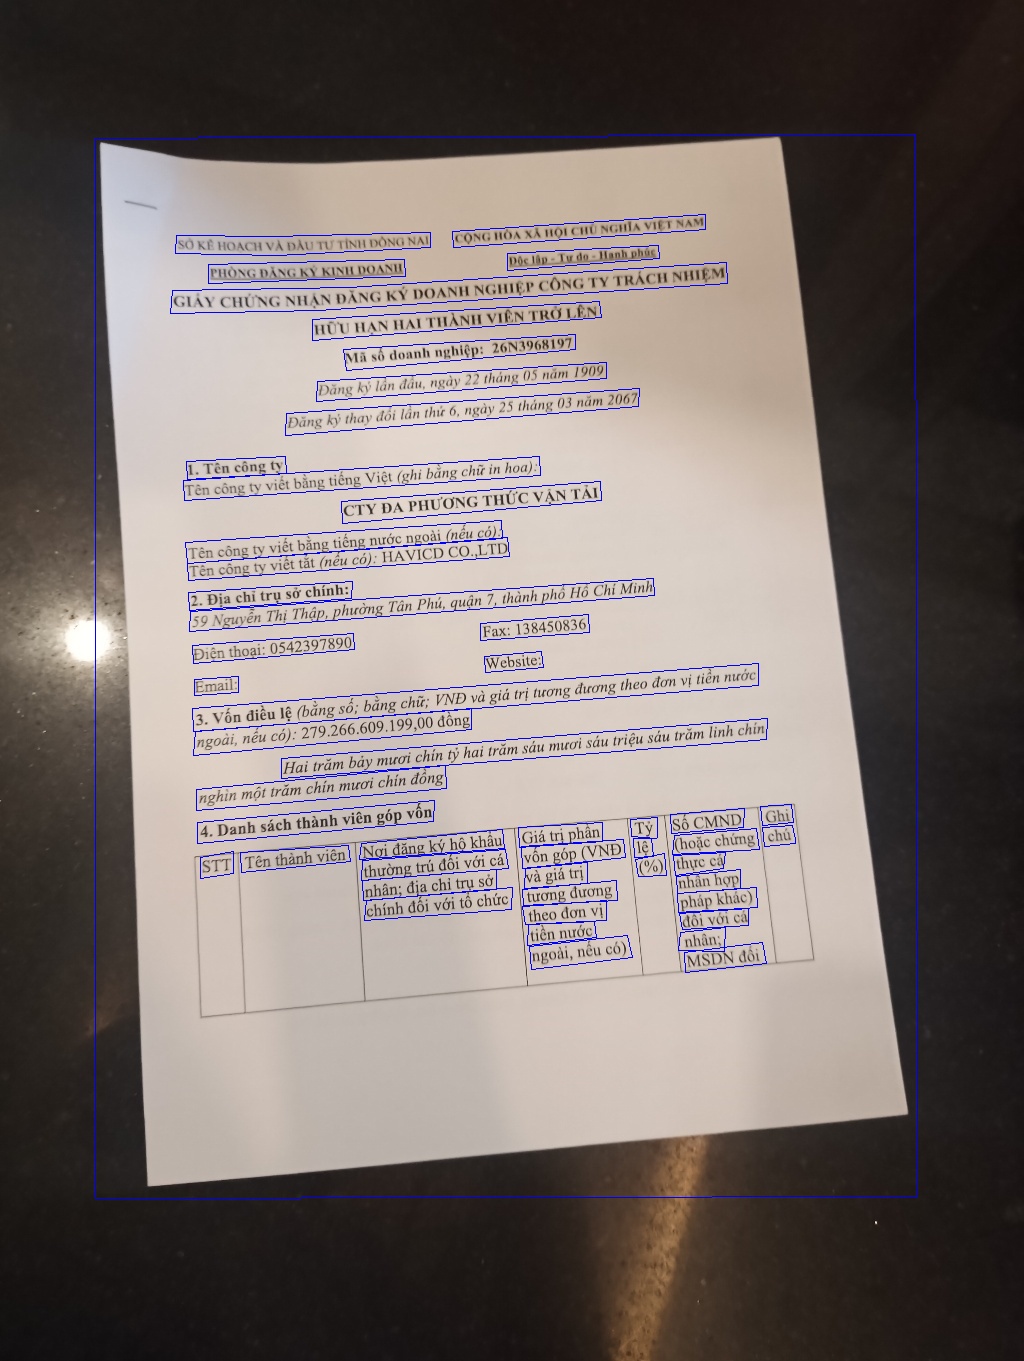 SỞ KẾ HOẠCH VÀ ĐẦU TƯ TỈNH ĐỒNG NAI
CỘNG HÒA XÃ HỘI CHỦ NGHĨA VIỆT NAM
PHÒNG ĐĂNG KÝ KINH DOANH
Độc lập - Tự do - Hạnh phúc
GIẤY CHỨNG NHẬN ĐĂNG KÝ DOANH NGHIỆP CÔNG TY TRÁCH NHIỆM
HỮU HẠN HAI THÀNH VIÊN TRỞ LÊN
Mã số doanh nghiệp: 26N3968197
Đăng ký lần đầu, ngày 22 tháng 05 năm 1909
Đăng ký thay đổi lần thứ 6, ngày 25 tháng 03 năm 2067
1. Tên công ty
Tên công ty viết bằng tiếng Việt (ghi bằng chữ in hoa):
CTY ĐA PHƯƠNG THỨC VẬN TẢI
Tên công ty viết bằng tiếng nước ngoài (nếu có):
Tên công ty viết tắt (nếu có): HAVICD CO.,LTD
2. Địa chỉ trụ sở chính:
59 Nguyễn Thị Thập, phường Tân Phú, quận 7, thành phố Hồ Chí Minh
Điện thoại: 0542397890
Fax: 138450836
Email:
Website:
3. Vốn điều lệ (bằng số; bằng chữ; VNĐ và giá trị tương đương theo đơn vị tiền nước
ngoài, nếu có): 279.266.609.199,00 đồng
Hai trăm bảy mươi chín tỷ hai trăm sáu mươi sáu triệu sáu trăm linh chín
nghìn một trăm chín mươi chín đồng
4. Danh sách thành viên góp vốn
STT
Tên thành viên
Nơi đăng ký hộ khẩu
thường trú đối với cá
nhân; địa chỉ trụ sở
chính đối với tổ chức
Giá trị phần
vốn góp (VNĐ
và giá trị
tương đương
theo đơn vị
tiền nước
ngoài, nếu có)
Tỷ
lệ
(%)
Số CMND
(hoặc chứng
thực cá
nhân hợp
pháp khác)
đối với cá
nhân;
MSDN đối
Ghi
chú